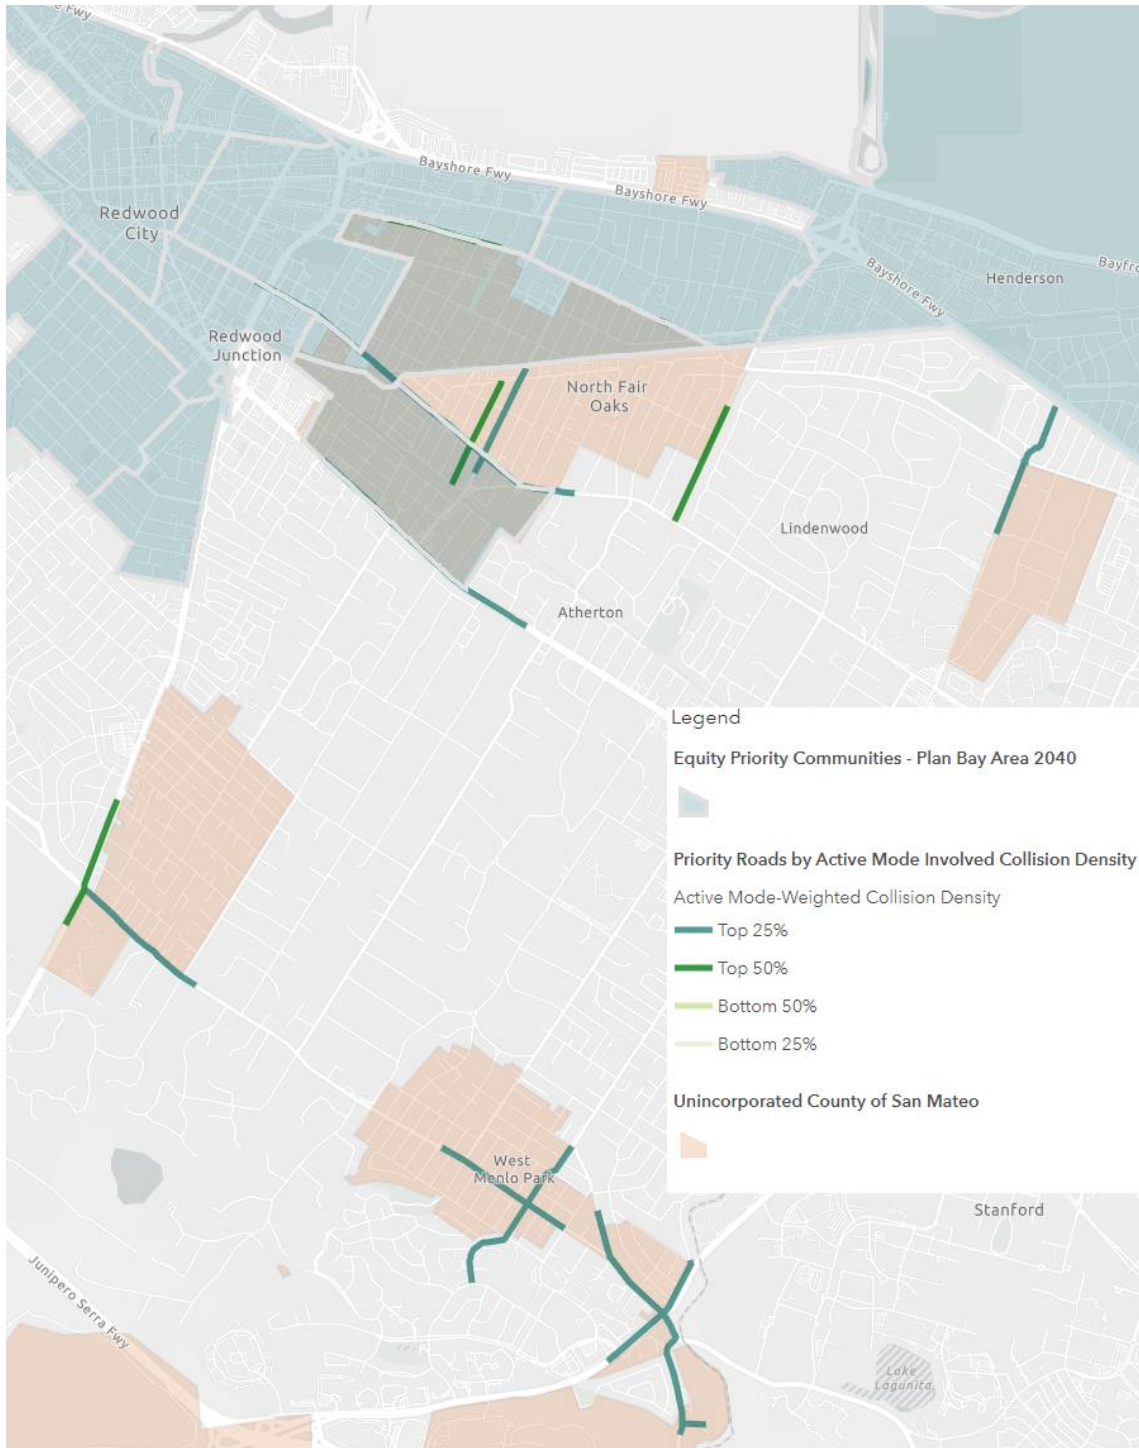 e Fwy
Bayshore Fwy
Bayshore Fwy
Redwood
City
Bayshore Fwy
Henderson
Bayfro
Redwood
Junction
North Fair
Oaks
Lindenwood
Atherton
Legend
Equity Priority Communities - Plan Bay Area 2040
Priority Roads by Active Mode Involved Collision Density
Active Mode-Weighted Collision Density
Top 25%
Top 50%
Bottom 50%
Bottom 25%
Unincorporated County of San Mateo
West
Menlo Park
Stanford
Junipero Serra Fwy
Lake
Lagunita